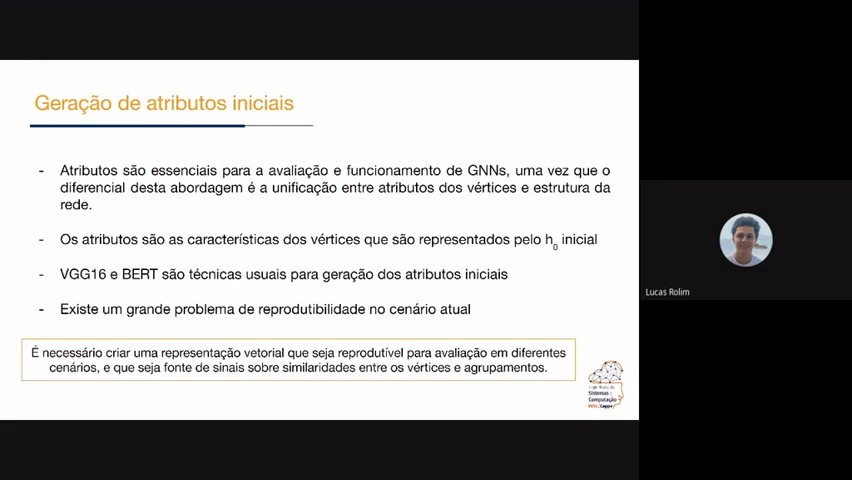 Geração de atributos iniciais
- Atributos são essenciais para a avaliação e funcionamento de GNNs, uma vez que o
diferencial desta abordagem é a unificação entre atributos dos vértices e estrutura da
rede.
- Os atributos são as características dos vértices que são representados pelo h₀ inicial
- VGG16 e BERT são técnicas usuais para geração dos atributos iniciais
- Existe um grande problema de reprodutibilidade no cenário atual
É necessário criar uma representação vetorial que seja reprodutível para avaliação em diferentes
cenários, e que seja fonte de sinais sobre similaridades entre os vértices e agrupamentos.
Sistemas e
Computação
Lucas Rolim